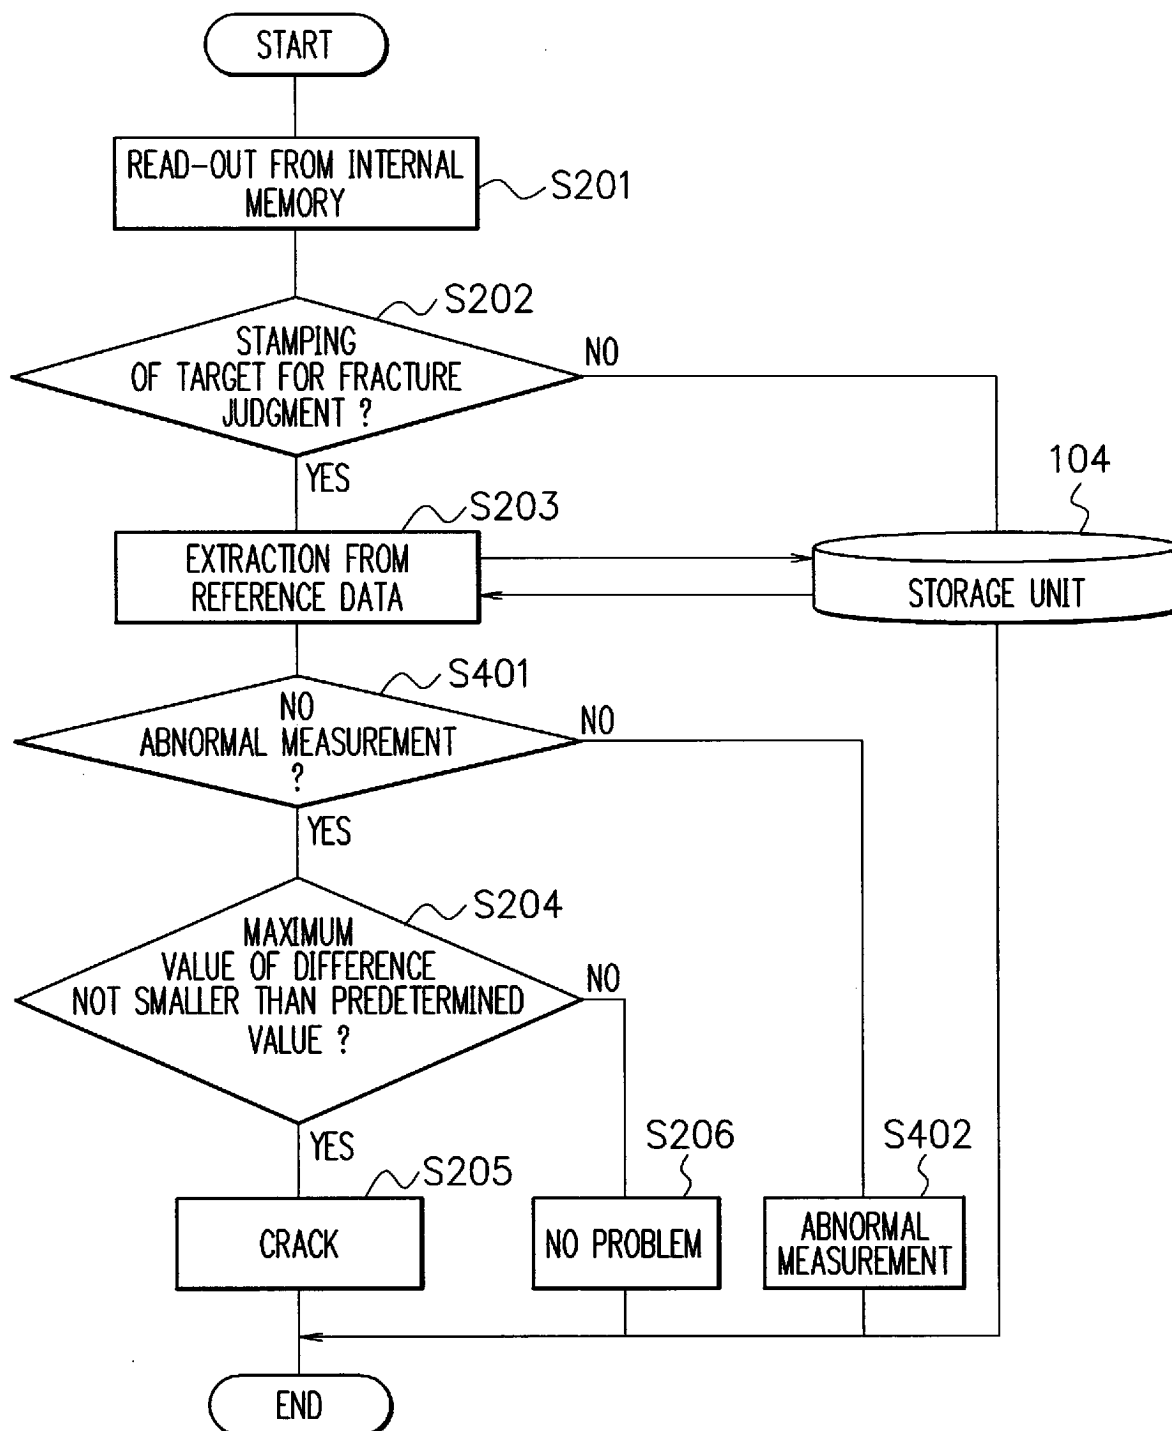 START
READ-OUT FROM INTERNAL
MEMORY
S201
S202
STAMPING
OF TARGET FOR FRACTURE
JUDGMENT ?
NO
YES
104
S203
EXTRACTION FROM
REFERENCE DATA
STORAGE UNIT
S401
NO
ABNORMAL MEASUREMENT
?
NO
YES
S204
MAXIMUM
VALUE OF DIFFERENCE
NOT SMALLER THAN PREDETERMINED
VALUE ?
NO
YES
S205
CRACK
S206
NO PROBLEM
S402
ABNORMAL
MEASUREMENT
END